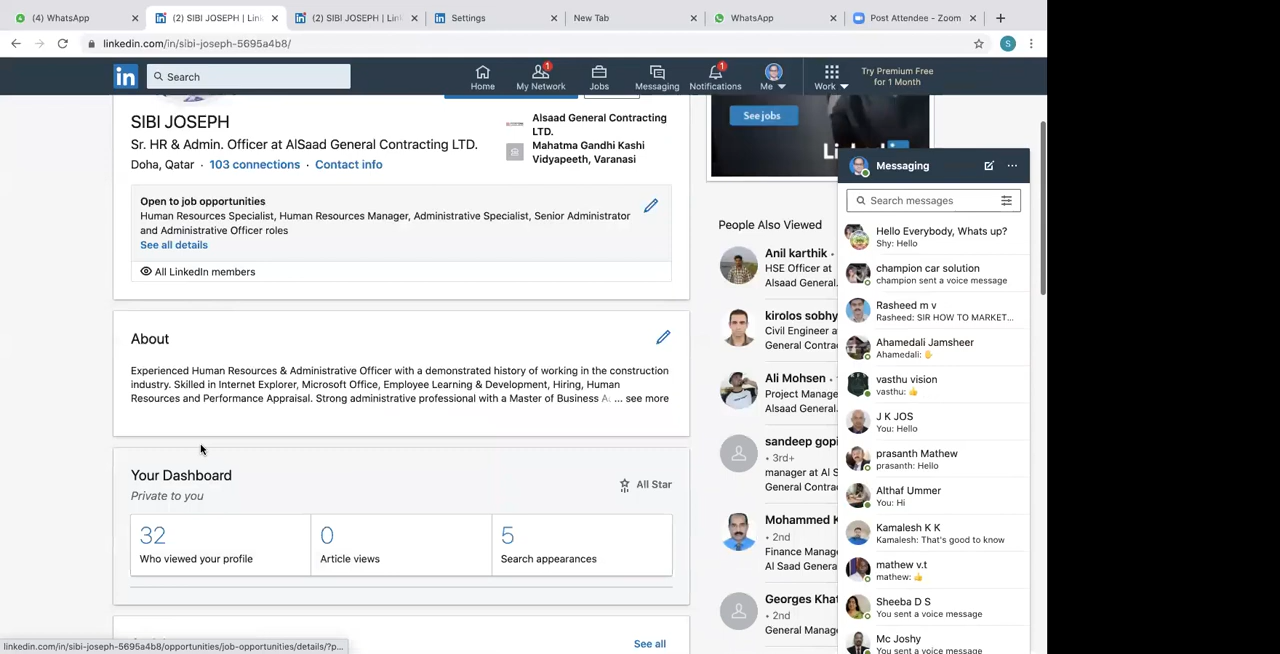 (4) WhatsApp
(2) SIBI JOSEPH | Lin
(2) SIBI JOSEPH | Lin
Settings
New Tab
WhatsApp
Post Attendee - Zoom
linkedin.com/in/sibi-joseph-5695a4b8/
S
in
Search
Home
1
My Network
Jobs
Messaging
1
Notifications
Me
Work
Try Premium Free
for 1 Month
SIBI JOSEPH
Sr. HR & Admin. Officer at AlSaad General Contracting LTD.
Doha, Qatar · 103 connections · Contact info
Alsaad General Contracting
LTD.
Mahatma Gandhi Kashi
Vidyapeeth, Varanasi
Open to job opportunities
Human Resources Specialist, Human Resources Manager, Administrative Specialist, Senior Administrator
and Administrative Officer roles
See all details
All LinkedIn members
About
Experienced Human Resources & Administrative Officer with a demonstrated history of working in the construction
industry. Skilled in Internet Explorer, Microsoft Office, Employee Learning & Development, Hiring, Human
Resources and Performance Appraisal. Strong administrative professional with a Master of Business A... see more
Your Dashboard
Private to you
All Star
32
Who viewed your profile
0
Article views
5
Search appearances
See all
linkedin.com/in/sibi-joseph-5695a4b8/opportunities/job-opportunities/details/?p...
See jobs
People Also Viewed
Anil karthik •
HSE Officer at
Alsaad General
kirolos sobhy
Civil Engineer a
General Contra
Ali Mohsen •
Project Manage
Alsaad General
sandeep gopi
• 3rd+
manager at Al S
General Contra
Mohammed K
• 2nd
Finance Manag
Al Saad Genera
Georges Khat
• 2nd
General Manag
Messaging
Search messages
Hello Everybody, Whats up?
Shy: Hello
champion car solution
champion sent a voice message
Rasheed m v
Rasheed: SIR HOW TO MARKET...
Ahamedali Jamsheer
Ahamedali: ✋
vasthu vision
vasthu: 👍
J K JOS
You: Hello
prasanth Mathew
prasanth: Hello
Althaf Ummer
You: Hi
Kamalesh K K
Kamalesh: That's good to know
mathew v.t
mathew: 👍
Sheeba D S
You sent a voice message
Mc Joshy
You sent a voice message